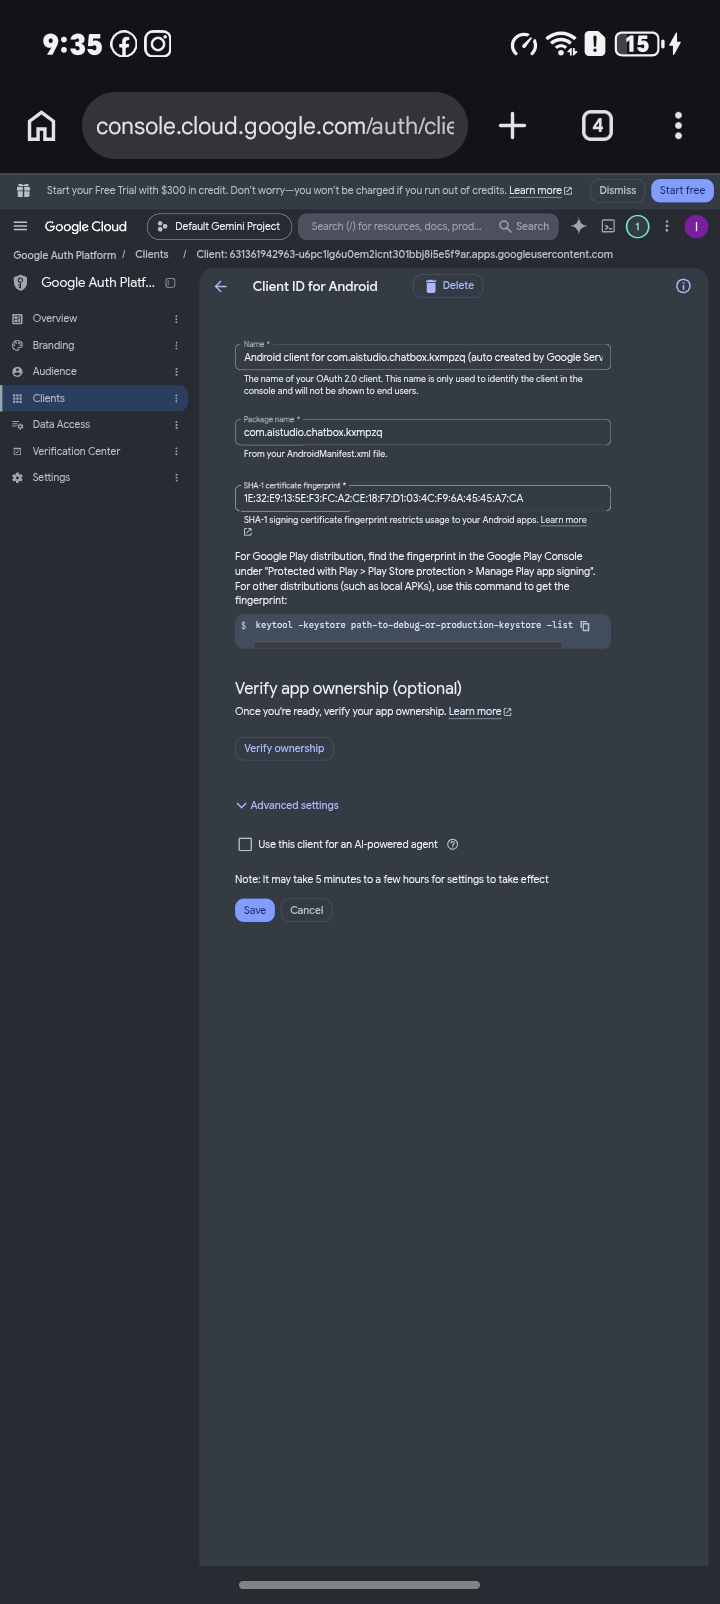 9:35
15
console.cloud.google.com/auth/clie
4
Start your Free Trial with $300 in credit. Don't worry—you won't be charged if you run out of credits. Learn more
Dismiss
Start free
Google Cloud
Default Gemini Project
Search (/) for resources, docs, prod...
Search
1
I
Google Auth Platform / Clients / Client: 631361942963-u6pc1lg6u0em2icnt301bbj8i5e5f9ar.apps.googleusercontent.com
Google Auth Platf...
Client ID for Android
Delete
Overview
Branding
Audience
Clients
Data Access
Verification Center
Settings
Name *
Android client for com.aistudio.chatbox.kxmpzq (auto created by Google Serv
The name of your OAuth 2.0 client. This name is only used to identify the client in the
console and will not be shown to end users.
Package name *
com.aistudio.chatbox.kxmpzq
From your AndroidManifest.xml file.
SHA-1 certificate fingerprint *
1E:32:E9:13:5E:F3:FC:A2:CE:18:F7:D1:03:4C:F9:6A:45:45:A7:CA
SHA-1 signing certificate fingerprint restricts usage to your Android apps. Learn more
For Google Play distribution, find the fingerprint in the Google Play Console
under "Protected with Play > Play Store protection > Manage Play app signing".
For other distributions (such as local APKs), use this command to get the
fingerprint:
$ keytool -keystore path-to-debug-or-production-keystore -list
Verify app ownership (optional)
Once you're ready, verify your app ownership. Learn more
Verify ownership
Advanced settings
Use this client for an AI-powered agent
Note: It may take 5 minutes to a few hours for settings to take effect
Save
Cancel